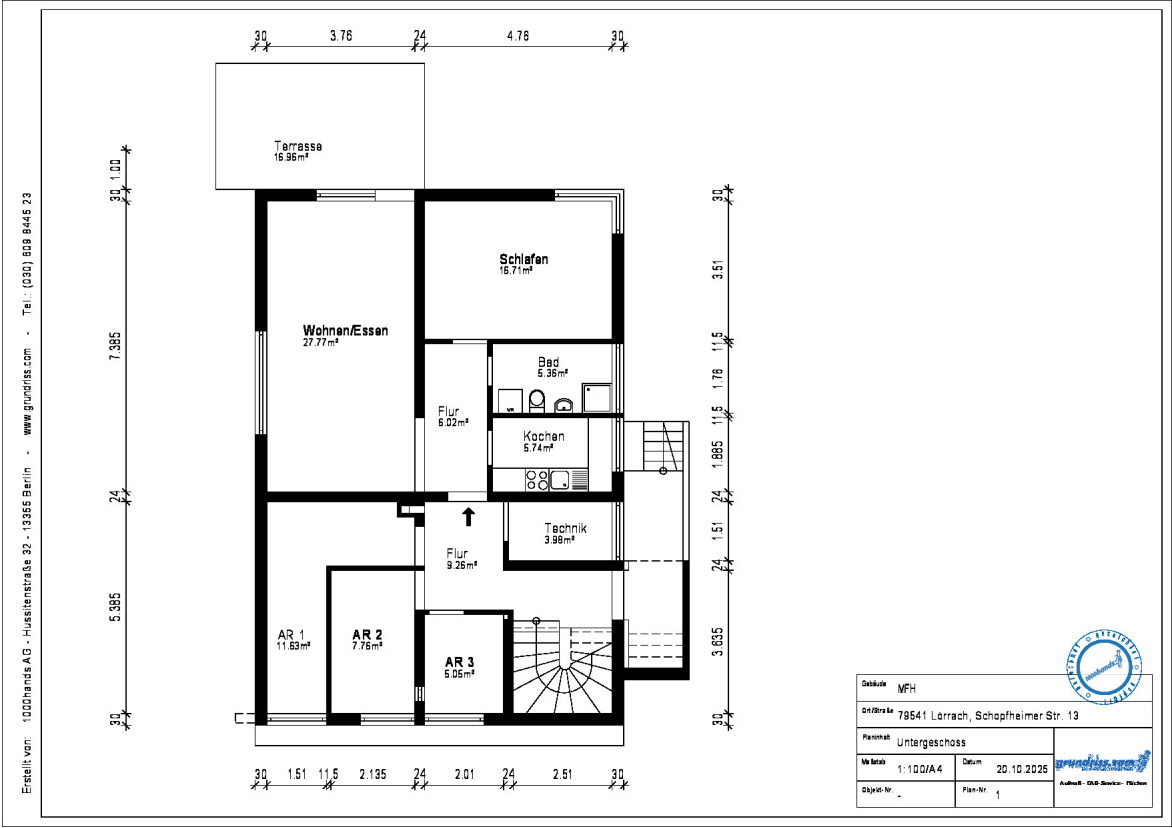 30 3.76 24 4.76 30
Terrasse
16.96m²
1.00
30
7.385
24
5.385
30
30
3.51
11.5
1.76
11.5
1.885
24
1.51
24
3.635
30
Schlafen
16.71m²
Wohnen/Essen
27.77m²
Bad
5.36m²
Flur
6.02m²
Kochen
5.74m²
Technik
3.98m²
Flur
9.26m²
AR 1
11.63m²
AR 2
7.76m²
AR 3
5.05m²
30 1.51 11.5 2.135 24 2.01 24 2.51 30
Erstellt von: 1000hands AG - Hussitenstraße 32 - 13355 Berlin - www.grundriss.com - Tel.: (030) 609 8445 23
1000hands
Gebäude MFH
Ort/Straße 79541 Lörrach, Schopfheimer Str. 13
Planinhalt Untergeschoss
Maßstab 1:100/A4 Datum 20.10.2025
Objekt-Nr. - Plan-Nr. 1
grundriss.com
Aufmaß - CAD-Service - Flächen